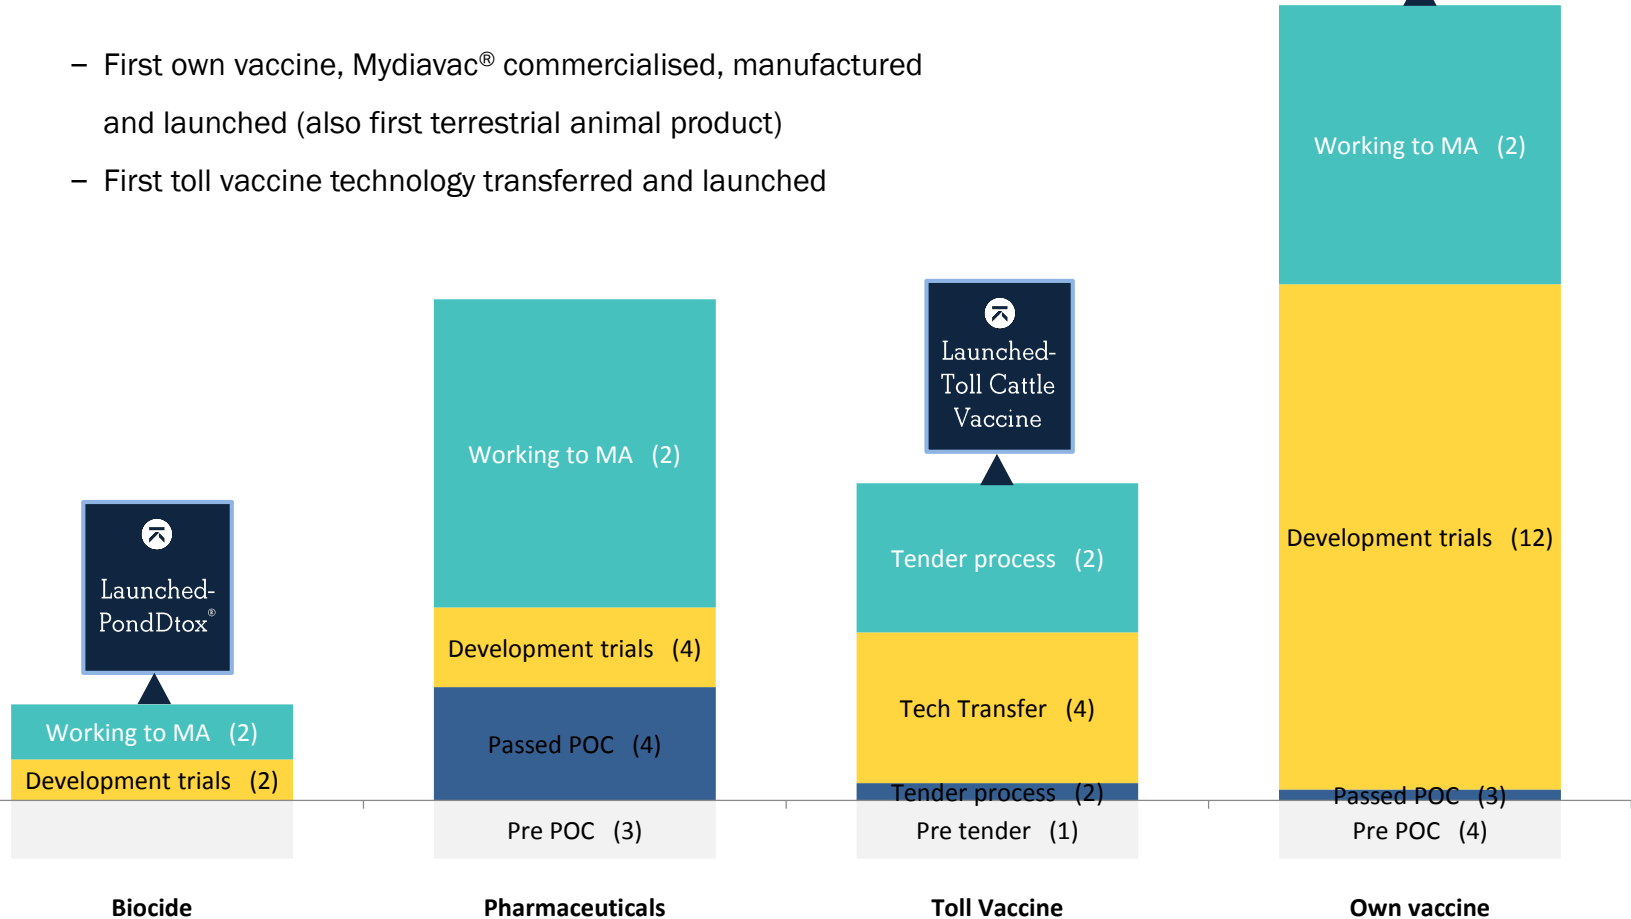 – First own vaccine, Mydiavac® commercialised, manufactured
and launched (also first terrestrial animal product)
– First toll vaccine technology transferred and launched
Launched-
PondDtox®
Working to MA (2)
Development trials (2)
Biocide
Working to MA (2)
Development trials (4)
Passed POC (4)
Pre POC (3)
Pharmaceuticals
Launched-
Toll Cattle
Vaccine
Tender process (2)
Tech Transfer (4)
Tender process (2)
Pre tender (1)
Toll Vaccine
Working to MA (2)
Development trials (12)
Passed POC (3)
Pre POC (4)
Own vaccine